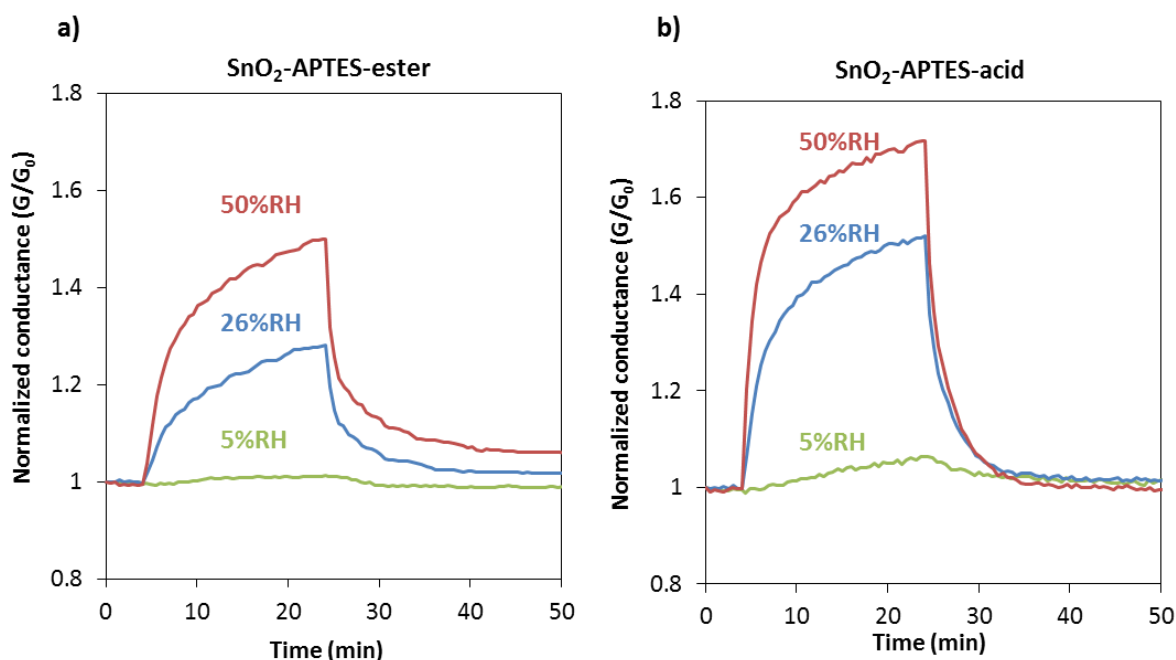 a)
SnO₂-APTES-ester
Normalized conductance (G/G₀)
1.8
1.6
1.4
1.2
1
0.8
50%RH
26%RH
5%RH
0 10 20 30 40 50
Time (min)
b)
SnO₂-APTES-acid
Normalized conductance (G/G₀)
1.8
1.6
1.4
1.2
1
0.8
50%RH
26%RH
5%RH
0 10 20 30 40 50
Time (min)